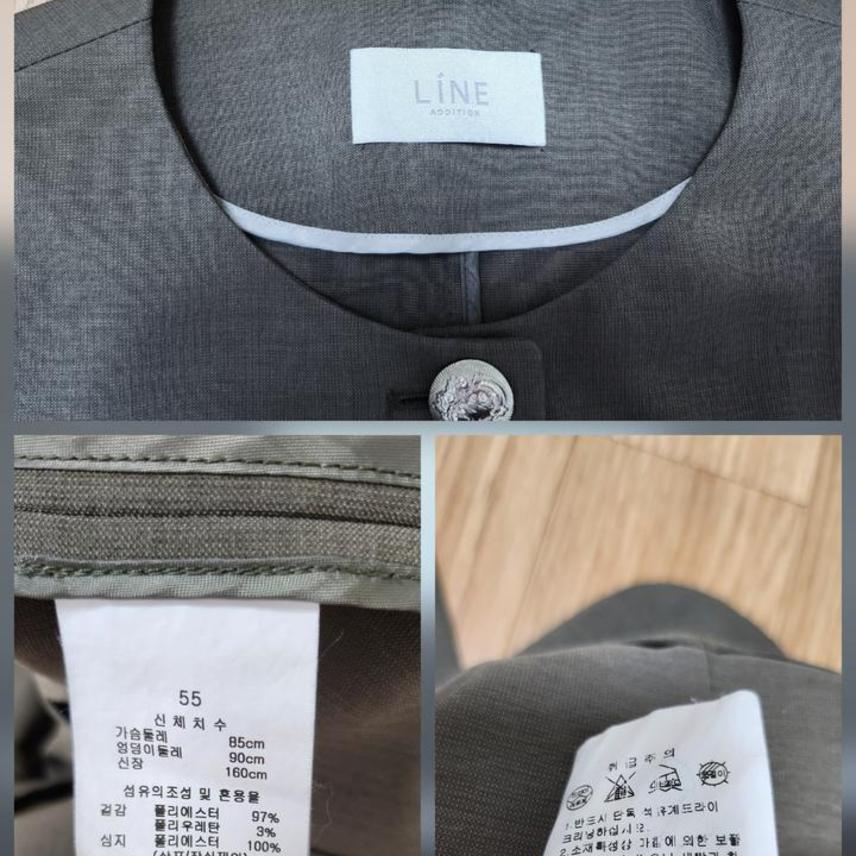 LINE
ADDITION
55
신체치수
가슴둘레 85cm
엉덩이둘레 90cm
신장 160cm
섬유의조성 및 혼용율
겉감 폴리에스터 97%
폴리우레탄 3%
심지 폴리에스터 100%
취급주의
1.반드시 단독 석유계드라이
크리닝하십시오.
2.소재특성상 마찰에 의한 보풀